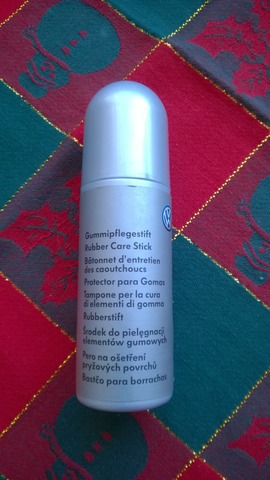 Gummipflegestift
Rubber Care Stick
Bâtonnet d'entretien
des caoutchoucs
Protector para Gomas
Tampone per la cura
di elementi di gomma
Rubberstift
Środek do pielęgnacji
elementów gumowych
Pero na ošetření
pryžových povrchů
Bastão para borrachas